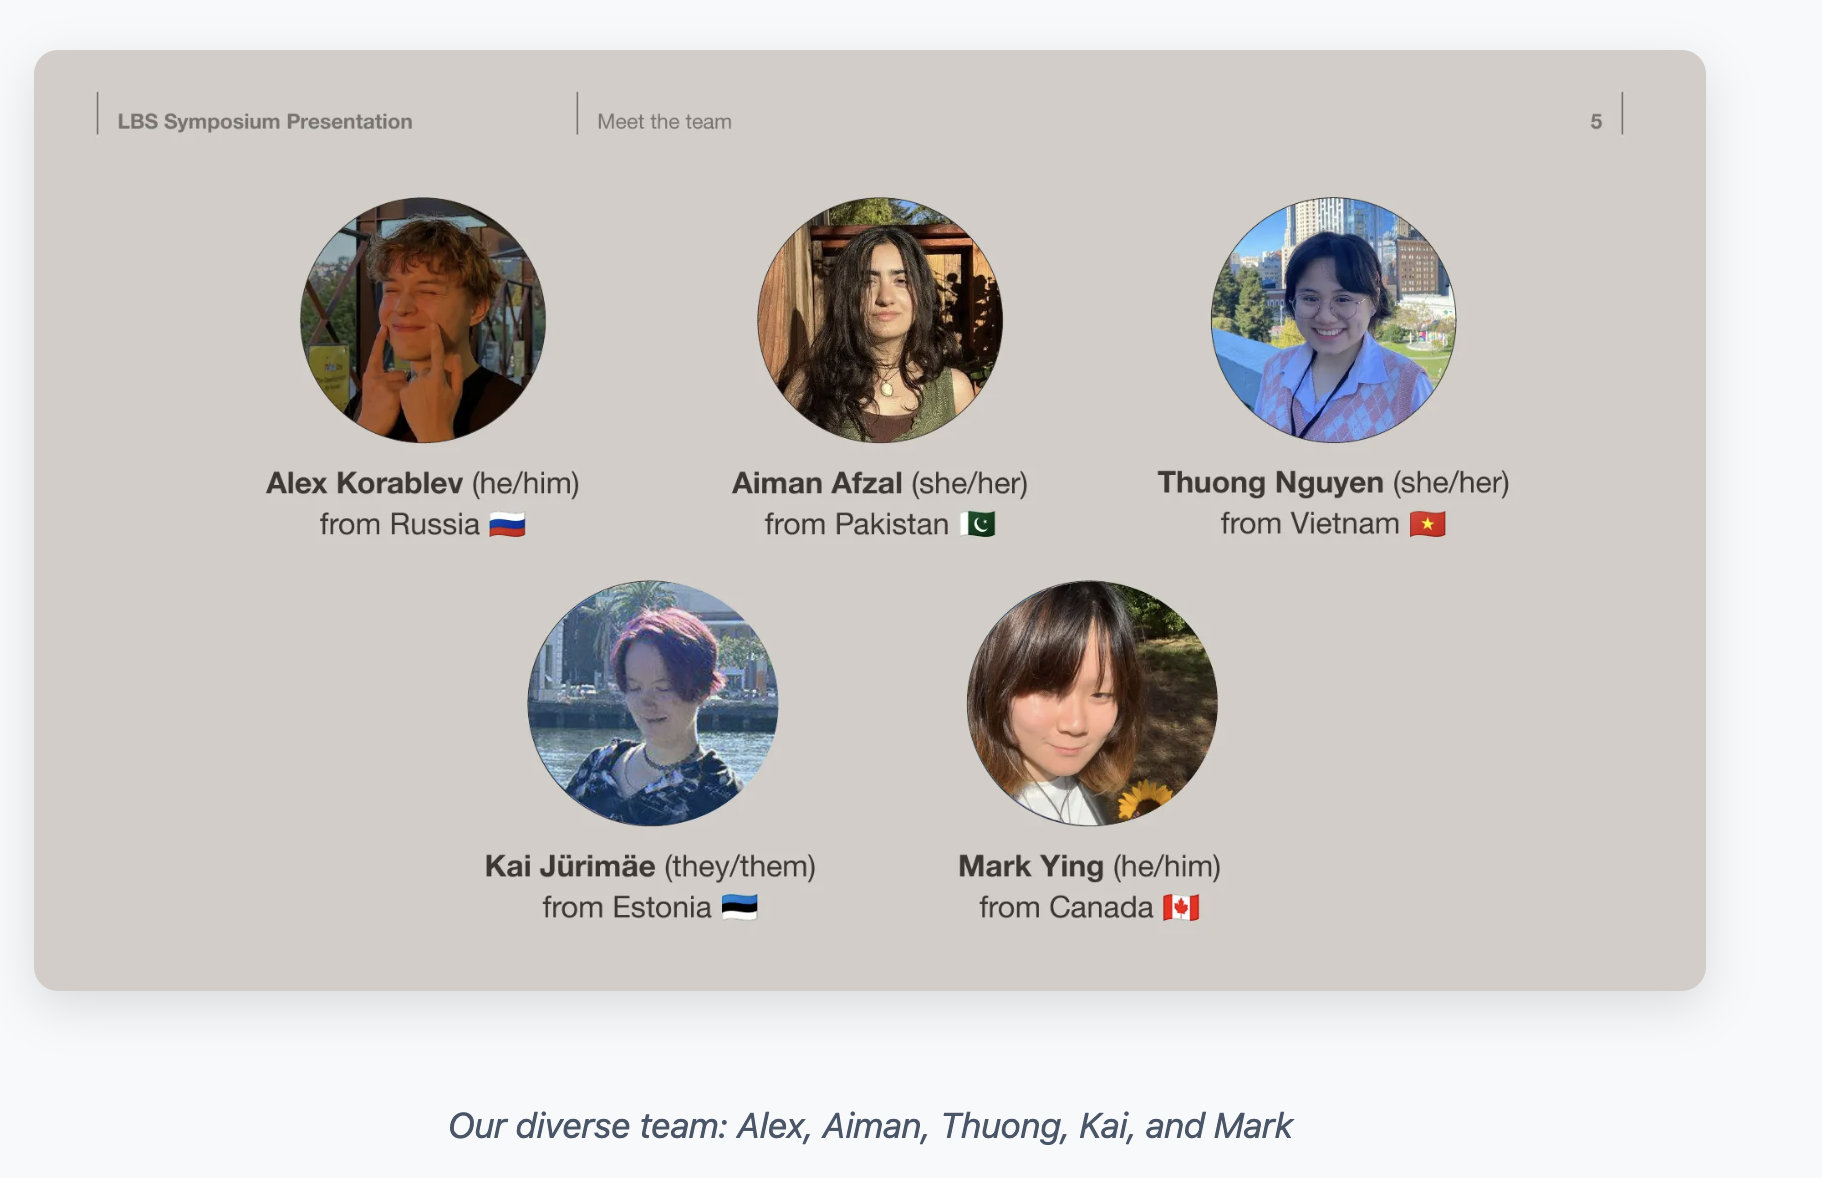 LBS Symposium Presentation
Meet the team
5
Alex Korablev (he/him)
from Russia 🇷🇺
Aiman Afzal (she/her)
from Pakistan 🇵🇰
Thuong Nguyen (she/her)
from Vietnam 🇻🇳
Kai Jürimäe (they/them)
from Estonia 🇪🇪
Mark Ying (he/him)
from Canada 🇨🇦
Our diverse team: Alex, Aiman, Thuong, Kai, and Mark